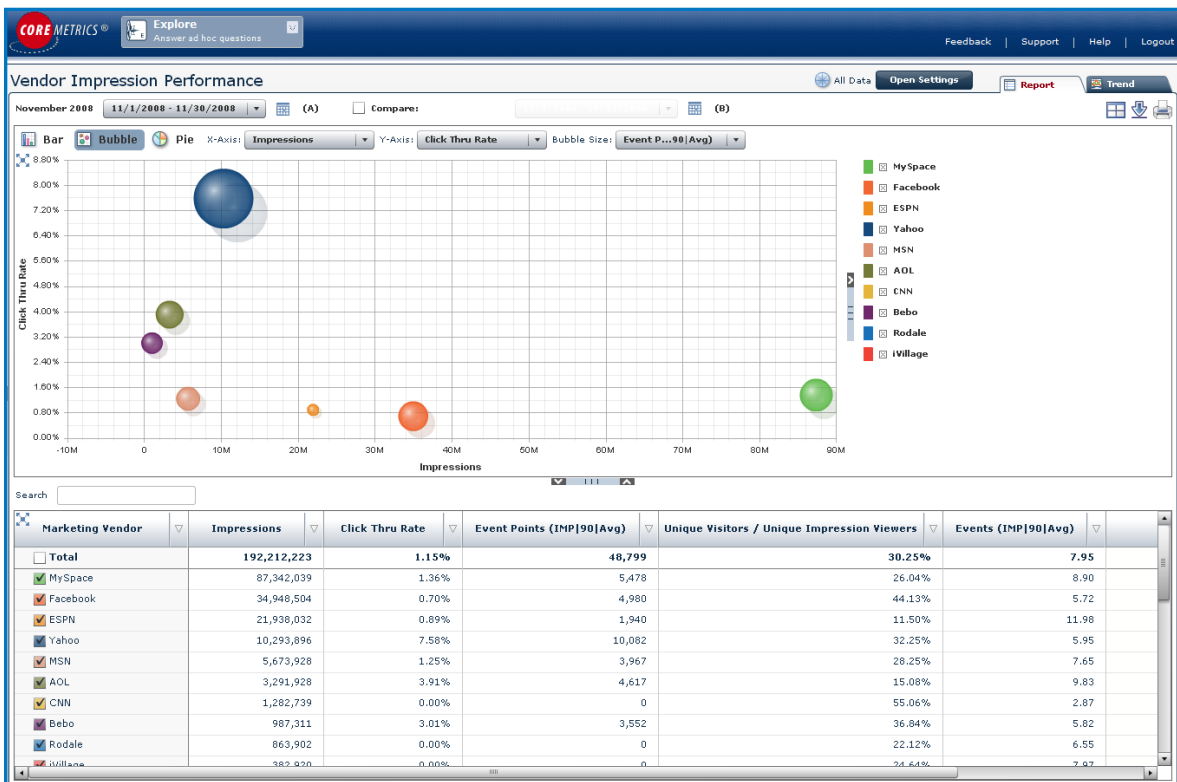 CORE METRICS ®
Explore
Answer ad hoc questions
Feedback | Support | Help | Logout
Vendor Impression Performance
All Data
Open Settings
Report
Trend
November 2008
11/1/2008 - 11/30/2008
(A)
Compare:
(B)
Bar
Bubble
Pie
X-Axis: Impressions
Y-Axis: Click Thru Rate
Bubble Size: Event P...90|Avg)
8.80%
8.00%
7.20%
6.40%
5.60%
4.80%
4.00%
3.20%
2.40%
1.60%
0.80%
0.00%
Click Thru Rate
-10M 0 10M 20M 30M 40M 50M 60M 70M 80M 90M
Impressions
MySpace
Facebook
ESPN
Yahoo
MSN
AOL
CNN
Bebo
Rodale
iVillage
Search
Marketing Vendor Impressions Click Thru Rate Event Points (IMP|90|Avg) Unique Visitors / Unique Impression Viewers Events (IMP|90|Avg)
Total 192,212,223 1.15% 48,799 30.25% 7.95
MySpace 87,342,039 1.36% 5,478 26.04% 8.90
Facebook 34,948,504 0.70% 4,980 44.13% 5.72
ESPN 21,938,032 0.89% 1,940 11.50% 11.98
Yahoo 10,293,896 7.58% 10,082 32.25% 5.95
MSN 5,673,928 1.25% 3,967 28.25% 7.65
AOL 3,291,928 3.91% 4,617 15.08% 9.83
CNN 1,282,739 0.00% 0 55.06% 2.87
Bebo 987,311 3.01% 3,552 36.84% 5.82
Rodale 863,902 0.00% 0 22.12% 6.55
iVillage 382,920 0.00% 0 24.64% 7.97